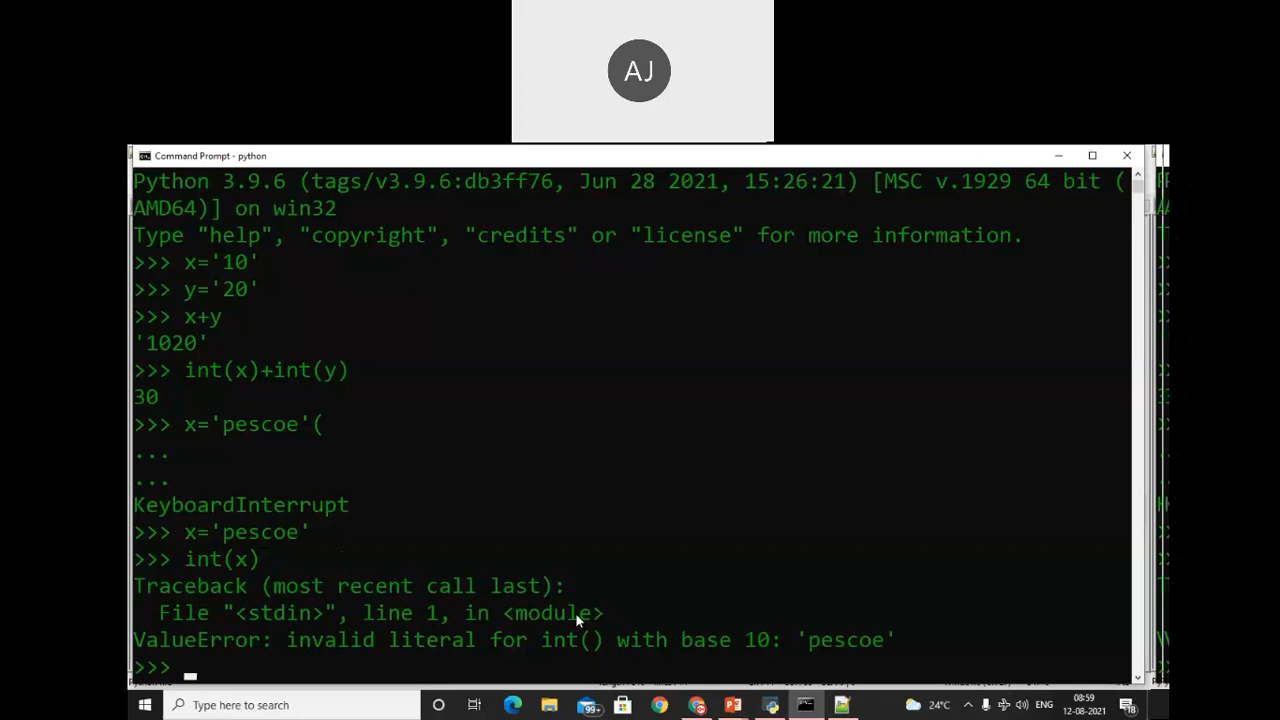 AJ
Command Prompt - python
Python 3.9.6 (tags/v3.9.6:db3ff76, Jun 28 2021, 15:26:21) [MSC v.1929 64 bit (
AMD64)] on win32
Type "help", "copyright", "credits" or "license" for more information.
>>> x='10'
>>> y='20'
>>> x+y
'1020'
>>> int(x)+int(y)
30
>>> x='pescoe'(
...
...
KeyboardInterrupt
>>> x='pescoe'
>>> int(x)
Traceback (most recent call last):
  File "<stdin>", line 1, in <module>
ValueError: invalid literal for int() with base 10: 'pescoe'
>>>
Type here to search
99+
24°C
ENG
08:59
12-08-2021
18